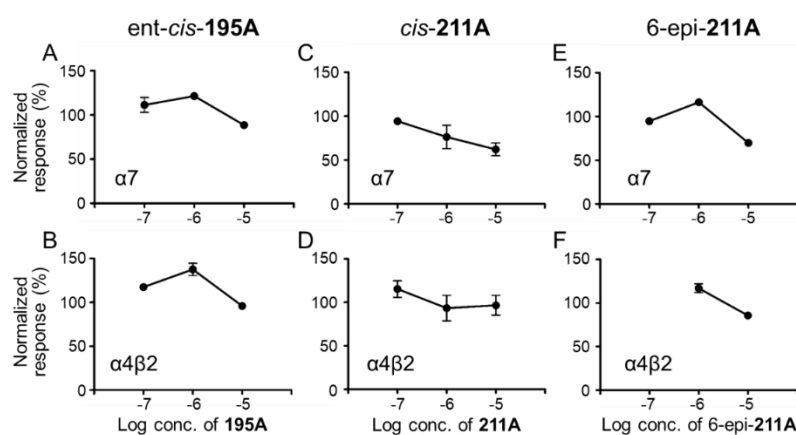 ent-cis-195A
cis-211A
6-epi-211A
A
C
E
Normalized
response (%)
150
100
50
0
α7
-7 -6 -5
150
100
50
0
α7
-7 -6 -5
150
100
50
0
α7
-7 -6 -5
B
D
F
Normalized
response (%)
150
100
50
0
α4β2
-7 -6 -5
Log conc. of 195A
150
100
50
0
α4β2
-7 -6 -5
Log conc. of 211A
150
100
50
0
α4β2
-7 -6 -5
Log conc. of 6-epi-211A